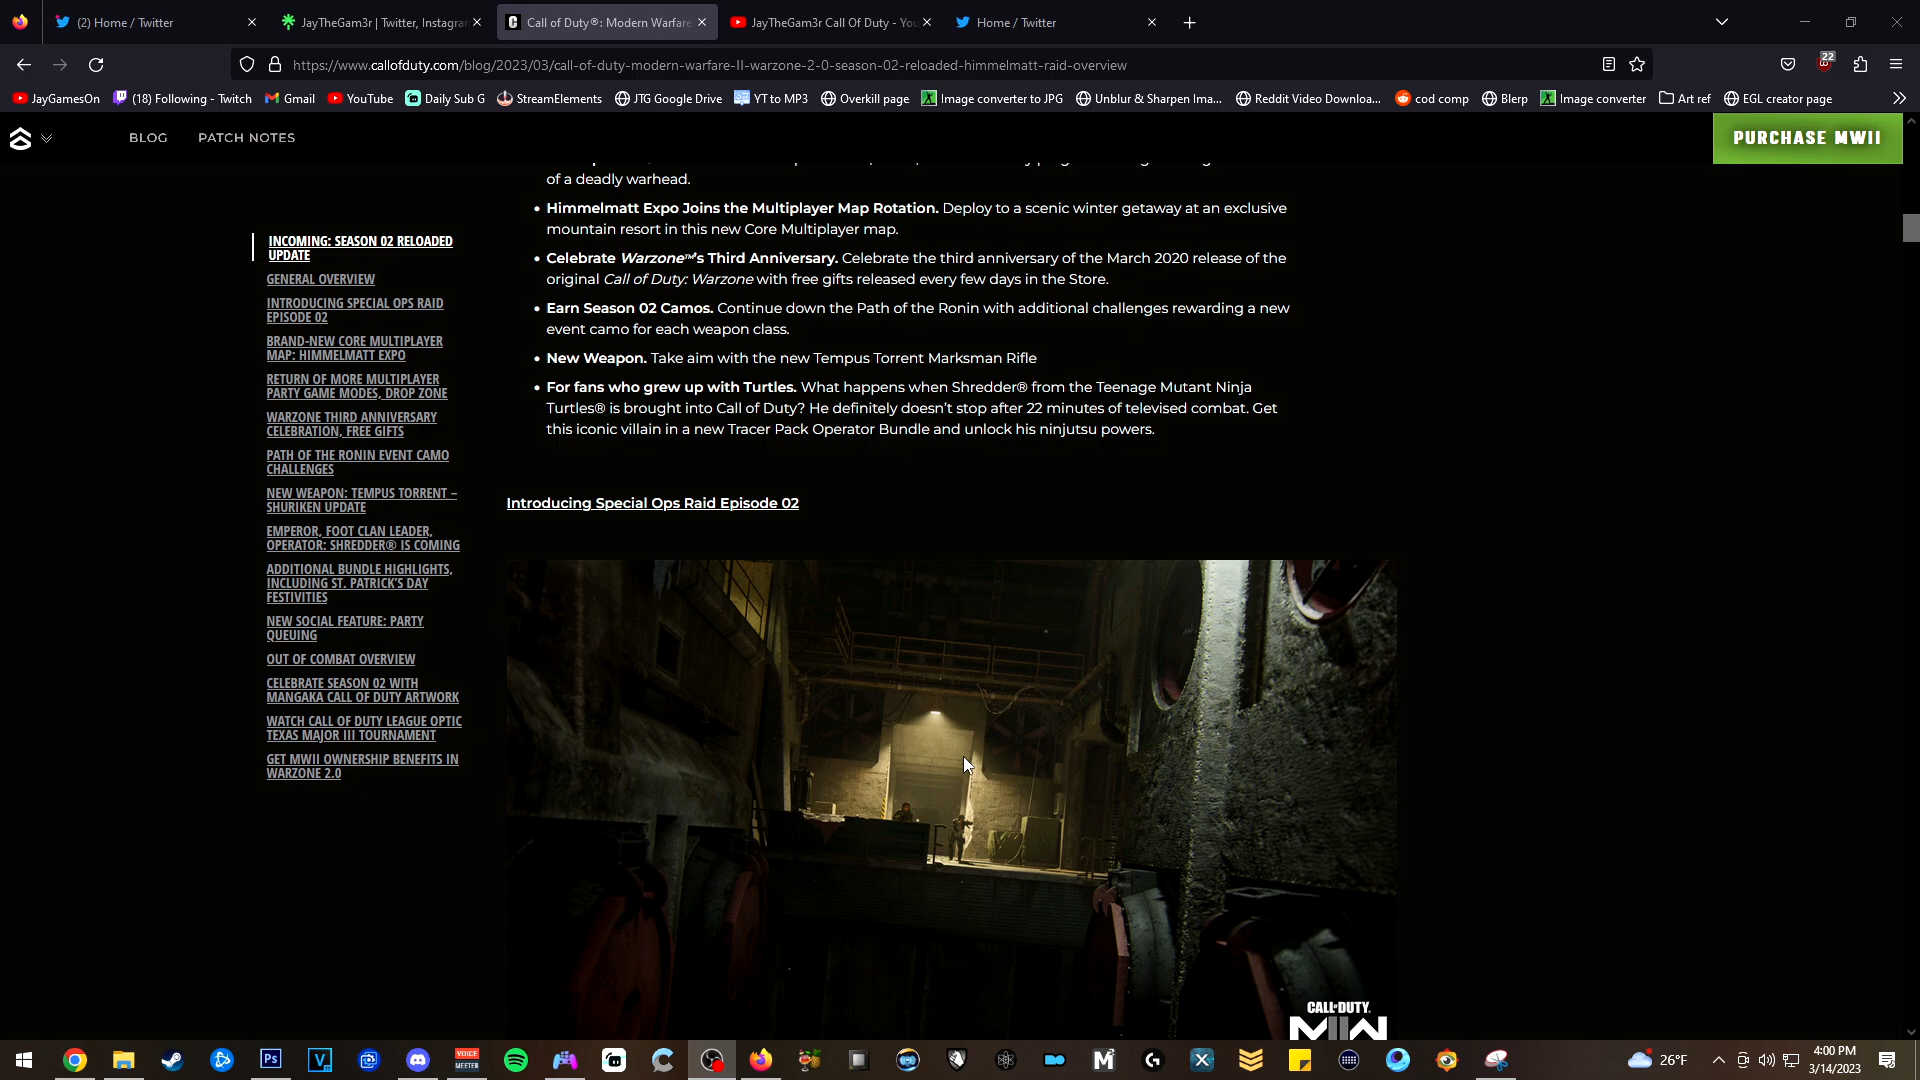 (2) Home / Twitter
JayTheGam3r | Twitter, Instagram
Call of Duty®: Modern Warfare
JayTheGam3r Call Of Duty - You
Home / Twitter
https://www.callofduty.com/blog/2023/03/call-of-duty-modern-warfare-II-warzone-2-0-season-02-reloaded-himmelmatt-raid-overview
22
JayGamesOn
(18) Following - Twitch
Gmail
YouTube
Daily Sub G
StreamElements
JTG Google Drive
YT to MP3
Overkill page
Image converter to JPG
Unblur & Sharpen Ima...
Reddit Video Downloa...
cod comp
Blerp
Image converter
Art ref
EGL creator page
BLOG
PATCH NOTES
PURCHASE MWII
INCOMING: SEASON 02 RELOADED
UPDATE
GENERAL OVERVIEW
INTRODUCING SPECIAL OPS RAID
EPISODE 02
BRAND-NEW CORE MULTIPLAYER
MAP: HIMMELMATT EXPO
RETURN OF MORE MULTIPLAYER
PARTY GAME MODES, DROP ZONE
WARZONE THIRD ANNIVERSARY
CELEBRATION, FREE GIFTS
PATH OF THE RONIN EVENT CAMO
CHALLENGES
NEW WEAPON: TEMPUS TORRENT –
SHURIKEN UPDATE
EMPEROR, FOOT CLAN LEADER,
OPERATOR: SHREDDER® IS COMING
ADDITIONAL BUNDLE HIGHLIGHTS,
INCLUDING ST. PATRICK'S DAY
FESTIVITIES
NEW SOCIAL FEATURE: PARTY
QUEUING
OUT OF COMBAT OVERVIEW
CELEBRATE SEASON 02 WITH
MANGAKA CALL OF DUTY ARTWORK
WATCH CALL OF DUTY LEAGUE OPTIC
TEXAS MAJOR III TOURNAMENT
GET MWII OWNERSHIP BENEFITS IN
WARZONE 2.0
of a deadly warhead.
• Himmelmatt Expo Joins the Multiplayer Map Rotation. Deploy to a scenic winter getaway at an exclusive
mountain resort in this new Core Multiplayer map.
• Celebrate Warzone™'s Third Anniversary. Celebrate the third anniversary of the March 2020 release of the
original Call of Duty: Warzone with free gifts released every few days in the Store.
• Earn Season 02 Camos. Continue down the Path of the Ronin with additional challenges rewarding a new
event camo for each weapon class.
• New Weapon. Take aim with the new Tempus Torrent Marksman Rifle
• For fans who grew up with Turtles. What happens when Shredder® from the Teenage Mutant Ninja
Turtles® is brought into Call of Duty? He definitely doesn't stop after 22 minutes of televised combat. Get
this iconic villain in a new Tracer Pack Operator Bundle and unlock his ninjutsu powers.
Introducing Special Ops Raid Episode 02
CALL OF DUTY
MWII
Ps
V
VOICE
MEETER
26°F
4:00 PM
3/14/2023